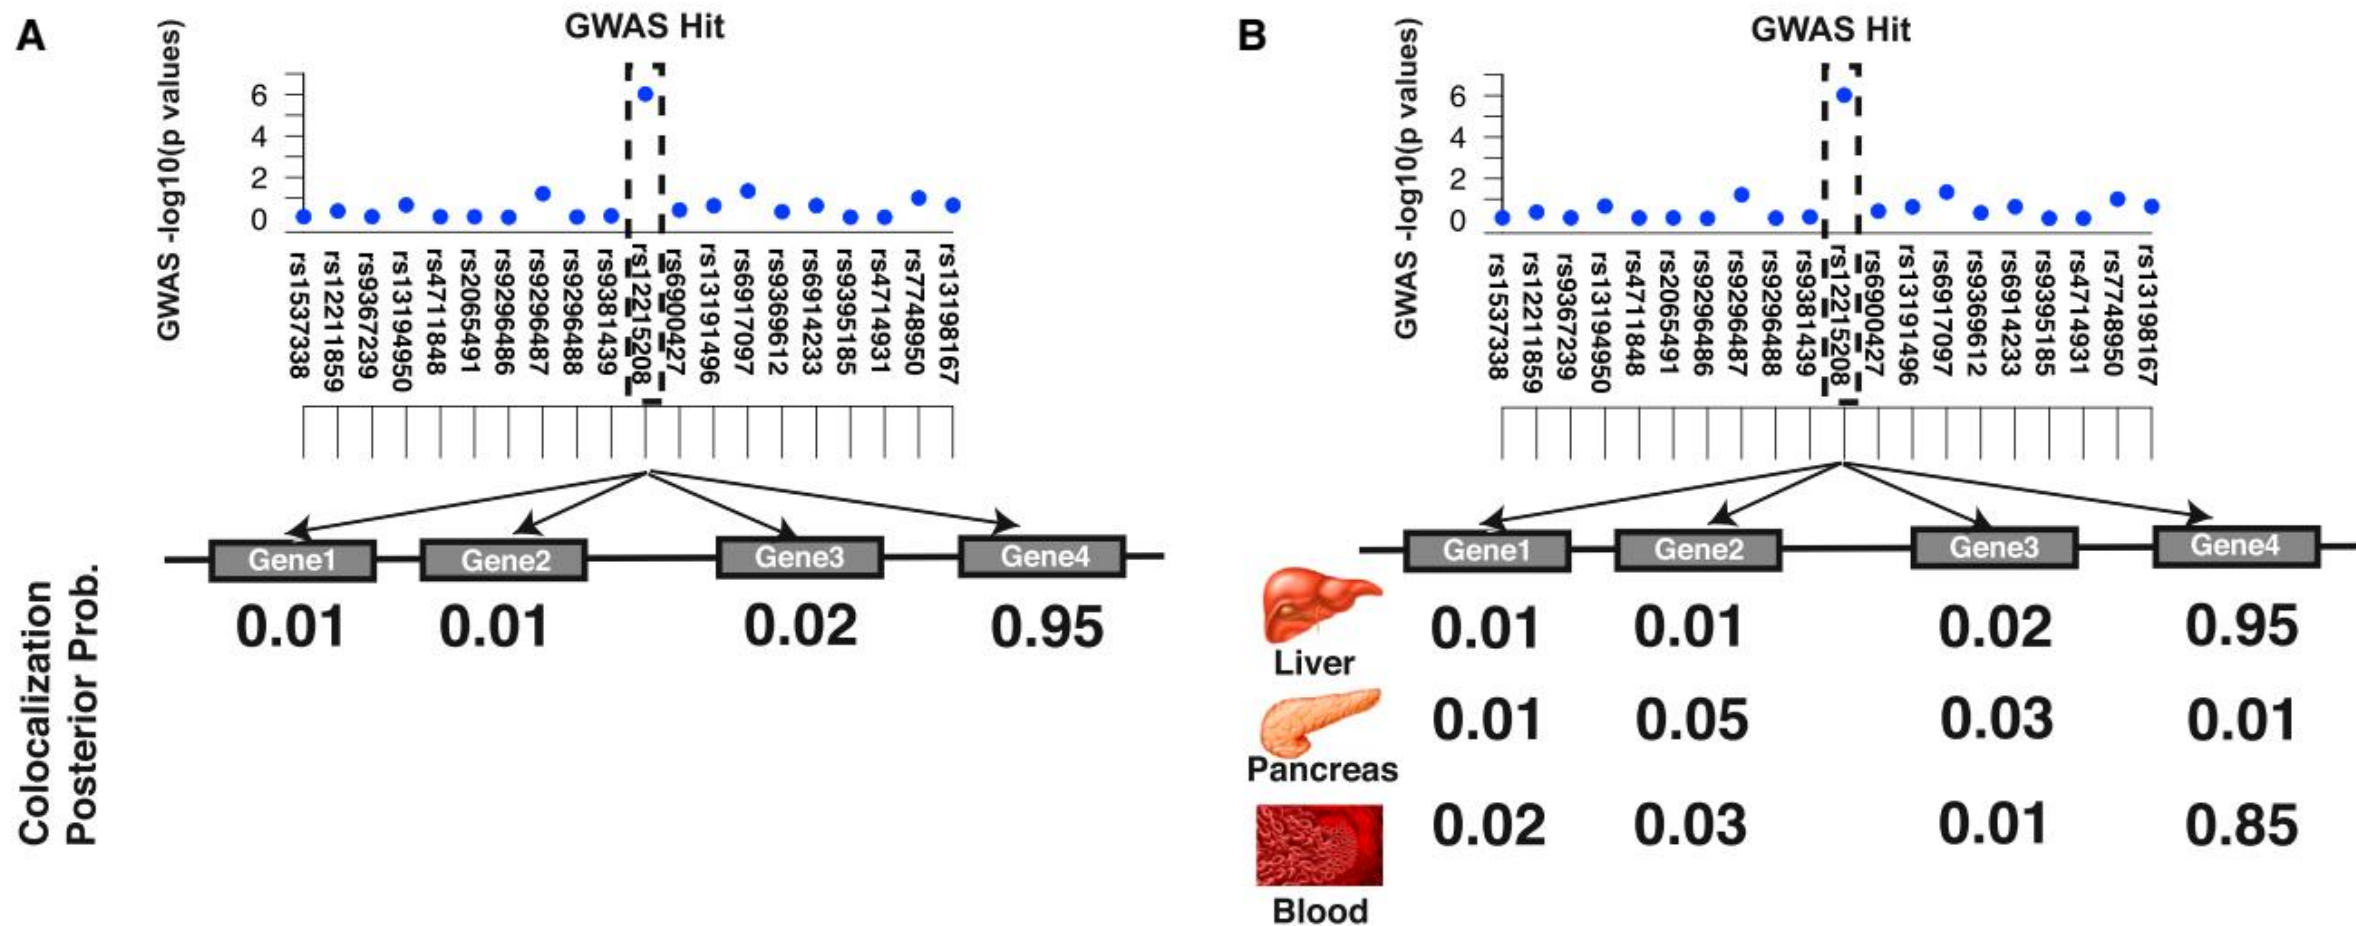 A
GWAS Hit
GWAS -log10(p values)
6
4
2
0
rs1537338
rs12211859
rs9367239
rs13194950
rs4711848
rs2065491
rs9296486
rs9296487
rs9296488
rs9381439
rs12215208
rs6900427
rs13191496
rs6917097
rs9369612
rs6914233
rs9395185
rs4714931
rs7748950
rs13198167
Gene1 Gene2 Gene3 Gene4
Colocalization
Posterior Prob.
0.01 0.01 0.02 0.95
B
GWAS Hit
GWAS -log10(p values)
6
4
2
0
rs1537338
rs12211859
rs9367239
rs13194950
rs4711848
rs2065491
rs9296486
rs9296487
rs9296488
rs9381439
rs12215208
rs6900427
rs13191496
rs6917097
rs9369612
rs6914233
rs9395185
rs4714931
rs7748950
rs13198167
Gene1 Gene2 Gene3 Gene4
Liver
0.01 0.01 0.02 0.95
Pancreas
0.01 0.05 0.03 0.01
Blood
0.02 0.03 0.01 0.85